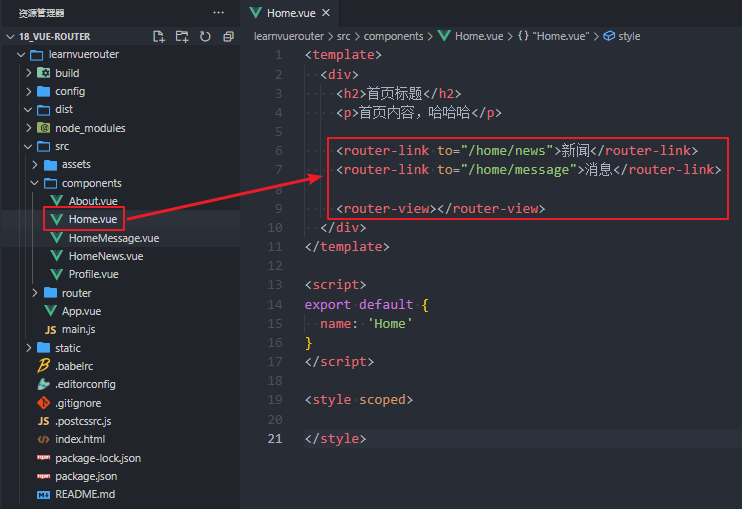 资源管理器
18_VUE-ROUTER
learnvuerouter
build
config
dist
node_modules
src
assets
components
About.vue
Home.vue
HomeMessage.vue
HomeNews.vue
Profile.vue
router
App.vue
JS main.js
static
.babelrc
.editorconfig
.gitignore
JS .postcssrc.js
index.html
package-lock.json
package.json
README.md
Home.vue
learnvuerouter > src > components > Home.vue > {} "Home.vue" > style
1 <template>
2 <div>
3 <h2>首页标题</h2>
4 <p>首页内容，哈哈哈</p>
5
6 <router-link to="/home/news">新闻</router-link>
7 <router-link to="/home/message">消息</router-link>
8
9 <router-view></router-view>
10 </div>
11 </template>
12
13 <script>
14 export default {
15 name: 'Home'
16 }
17 </script>
18
19 <style scoped>
20
21 </style>